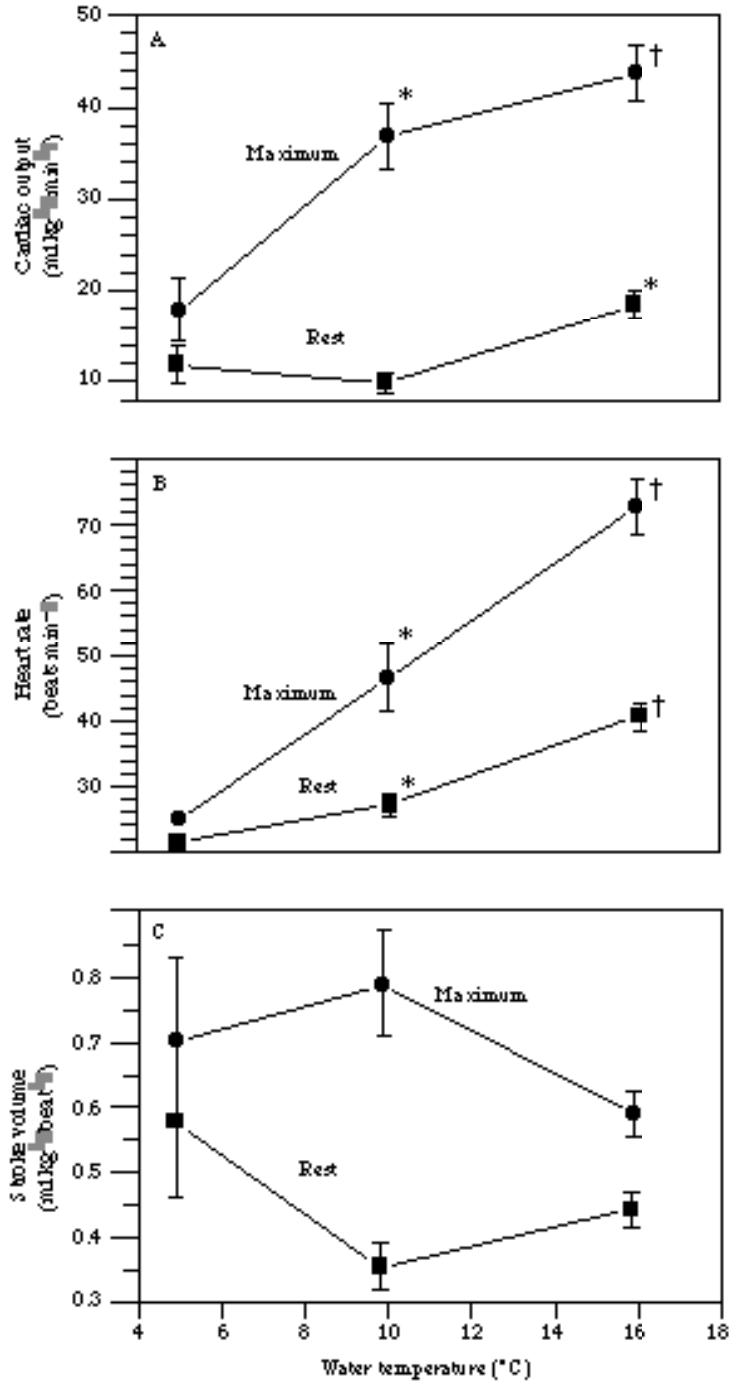 A
50
40
30
20
10
Cardiac output
(ml kg min )
Maximum
*
†
Rest
*
B
70
60
50
40
30
Heart rate
(beats min– )
Maximum
*
†
Rest
*
†
C
0.8
0.7
0.6
0.5
0.4
0.3
Stroke volume
(ml kg beat )
Maximum
Rest
4 6 8 10 12 14 16 18
Water temperature (°C)